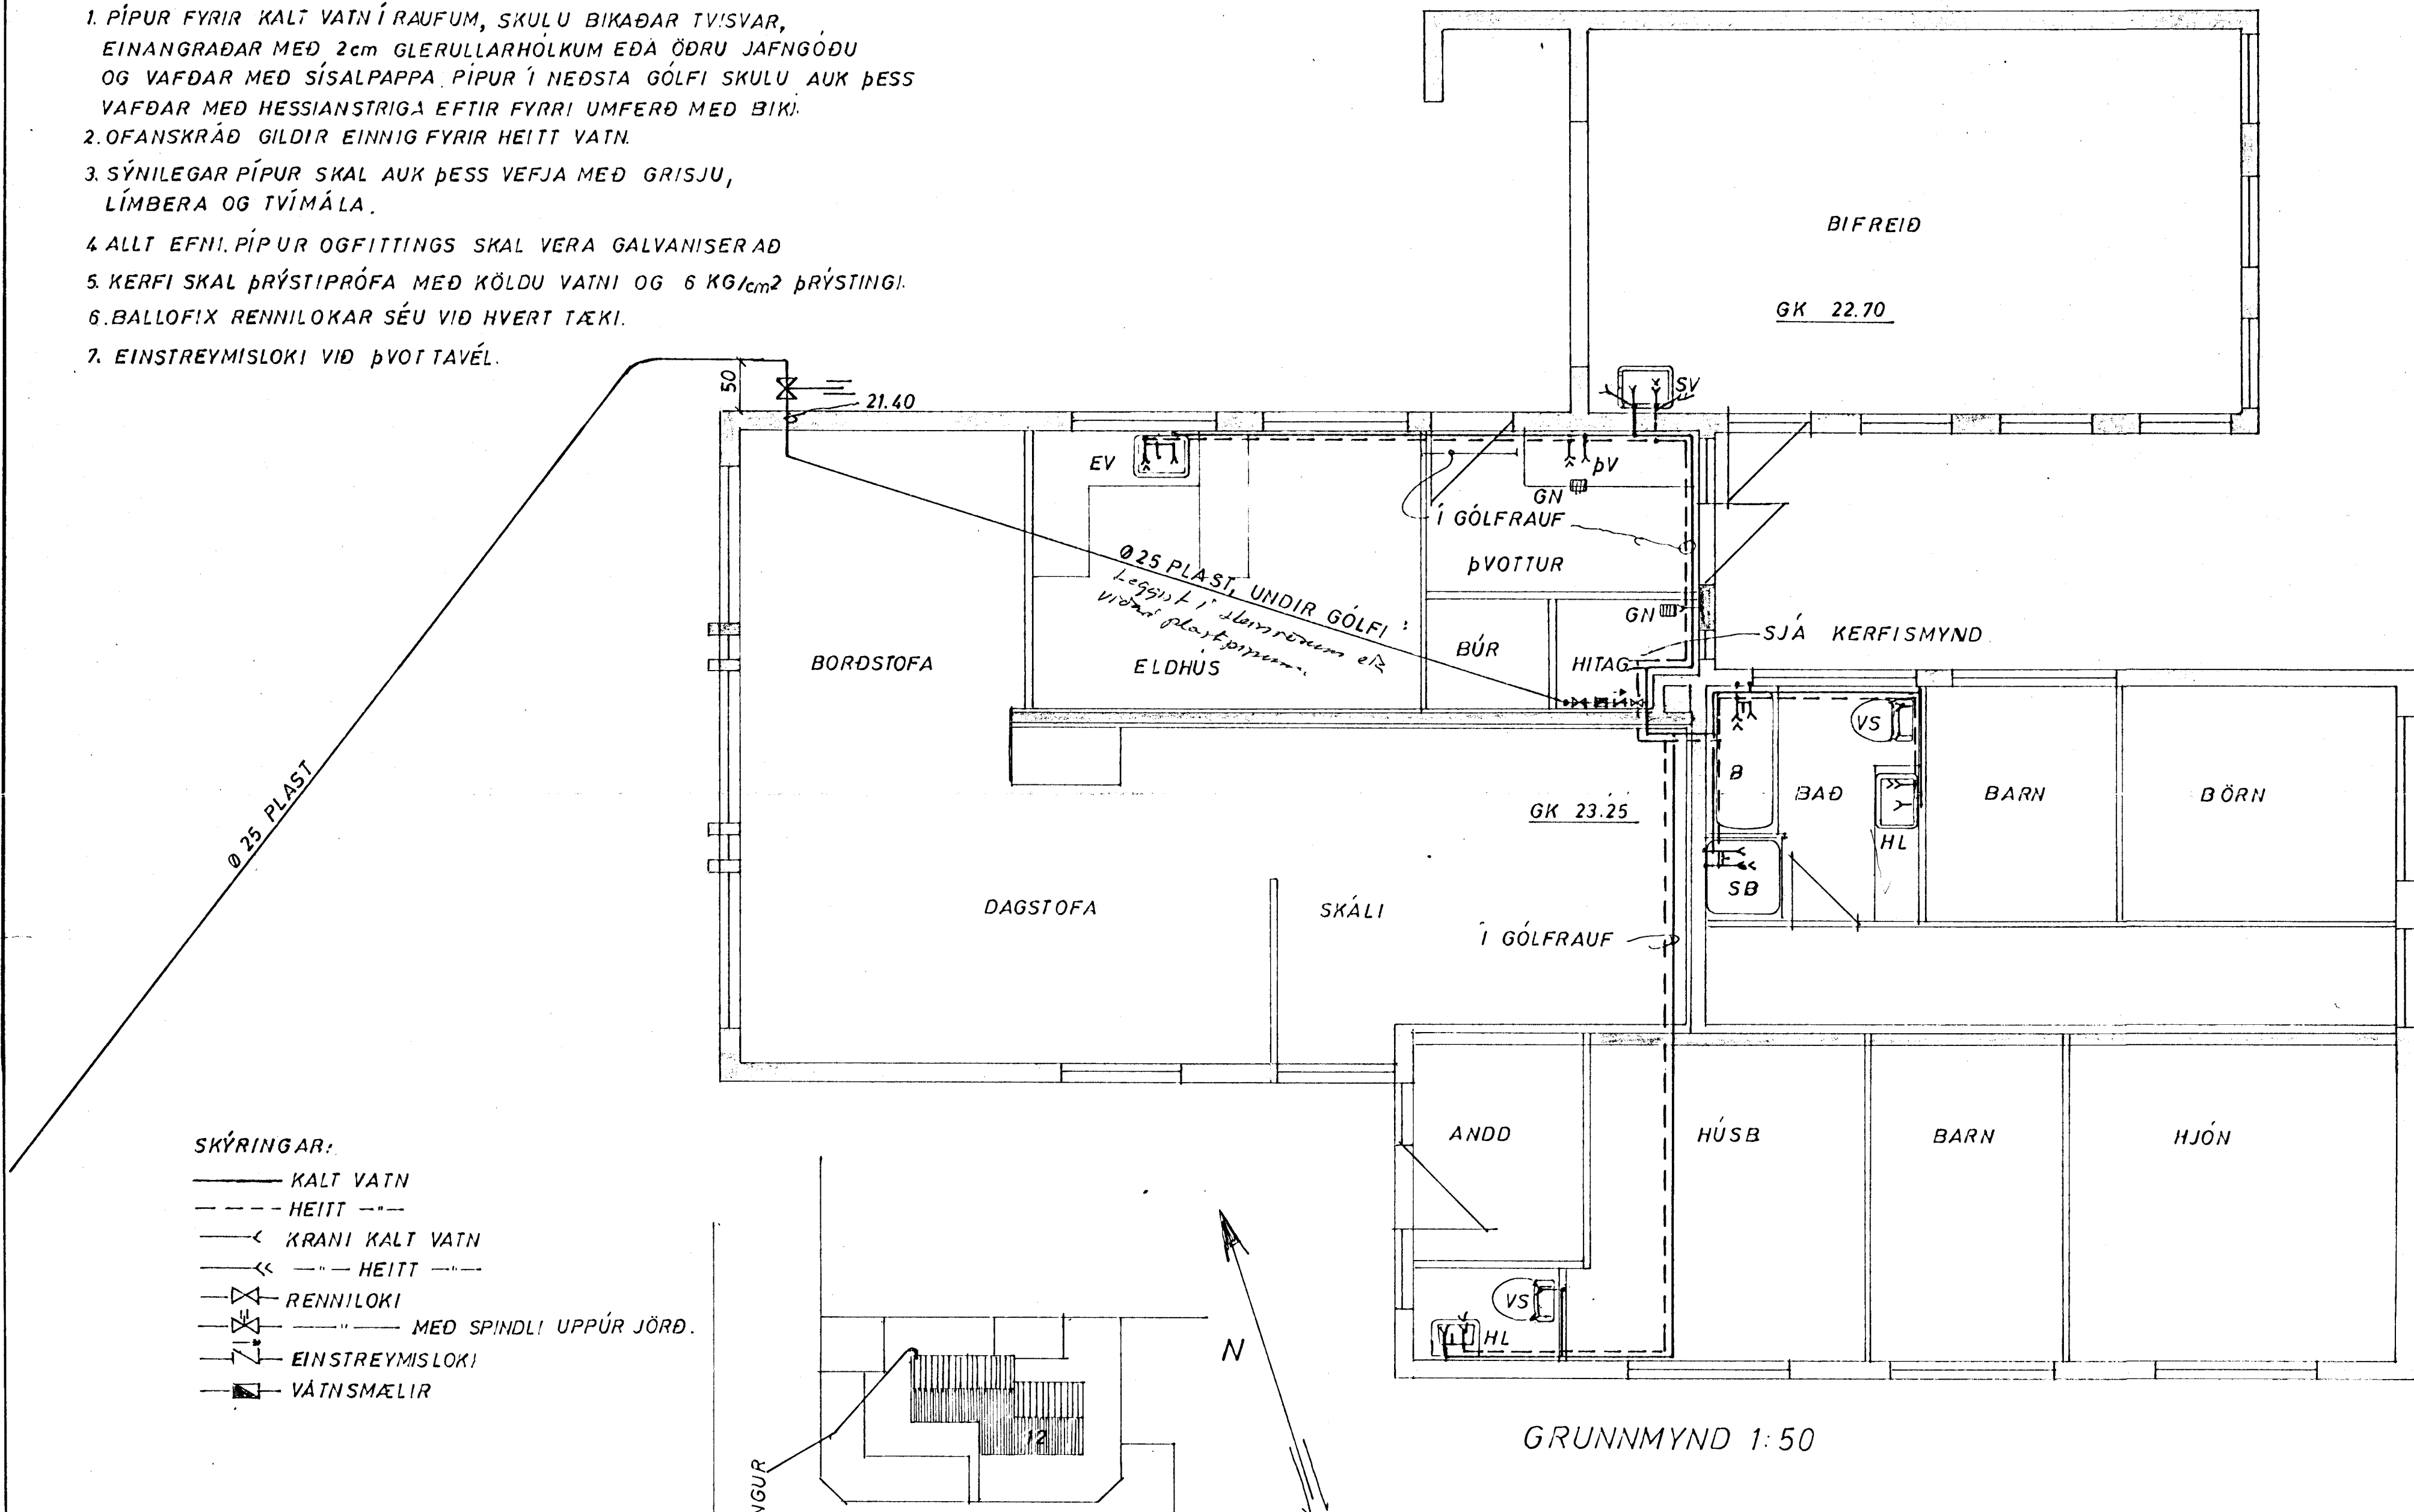 1. PÍPUR FYRIR KALT VATN Í RAUFUM, SKULU BIKAÐAR TVISVAR,
EINANGRAÐAR MEÐ 2cm GLERULLARHÓLKUM EÐA ÖÐRU JAFNGÓÐU
OG VAFÐAR MEÐ SÍSALPAPPA. PÍPUR Í NEÐSTA GÓLFI SKULU AUK ÞESS
VAFÐAR MEÐ HESSIANSTRIGA EFTIR FYRRI UMFERÐ MEÐ BIKI.
2. OFANSKRÁÐ GILDIR EINNIG FYRIR HEITT VATN.
3. SÝNILEGAR PÍPUR SKAL AUK ÞESS VEFJA MEÐ GRISJU,
LÍMBERA OG TVÍMÁLA.
4 ALLT EFNI. PÍPUR OG FITTINGS SKAL VERA GALVANISERAÐ
5. KERFI SKAL ÞRÝSTIPRÓFA MEÐ KÖLDU VATNI OG 6 KG/cm2 ÞRÝSTINGI.
6. BALLOFIX RENNILOKAR SÉU VIÐ HVERT TÆKI.
7. EINSTREYMISLOKI VIÐ ÞVOTTAVÉL.
BIFREIÐ
GK 22.70
50
21.40
SV
EV
ÞV
GN
Í GÓLFRAUF
ÞVOTTUR
Ø 25 PLAST, UNDIR GÓLFI
Leggist í
GN
SJÁ KERFISMYND
BÚR
HITAG
BORÐSTOFA
ELDHÚS
VS
B
BAÐ
BARN
BÖRN
HL
SB
GK 23.25
Ø 25 PLAST
DAGSTOFA
SKÁLI
Í GÓLFRAUF
ANDD
HÚSB
BARN
HJÓN
VS
HL
SKÝRINGAR:
KALT VATN
HEITT —"—
KRANI KALT VATN
—"— HEITT —"—
RENNILOKI
—"— MEÐ SPINDLI UPPÚR JÖRÐ.
EINSTREYMISLOKI
VATNSMÆLIR
N
12
NGUR
GRUNNMYND 1:50